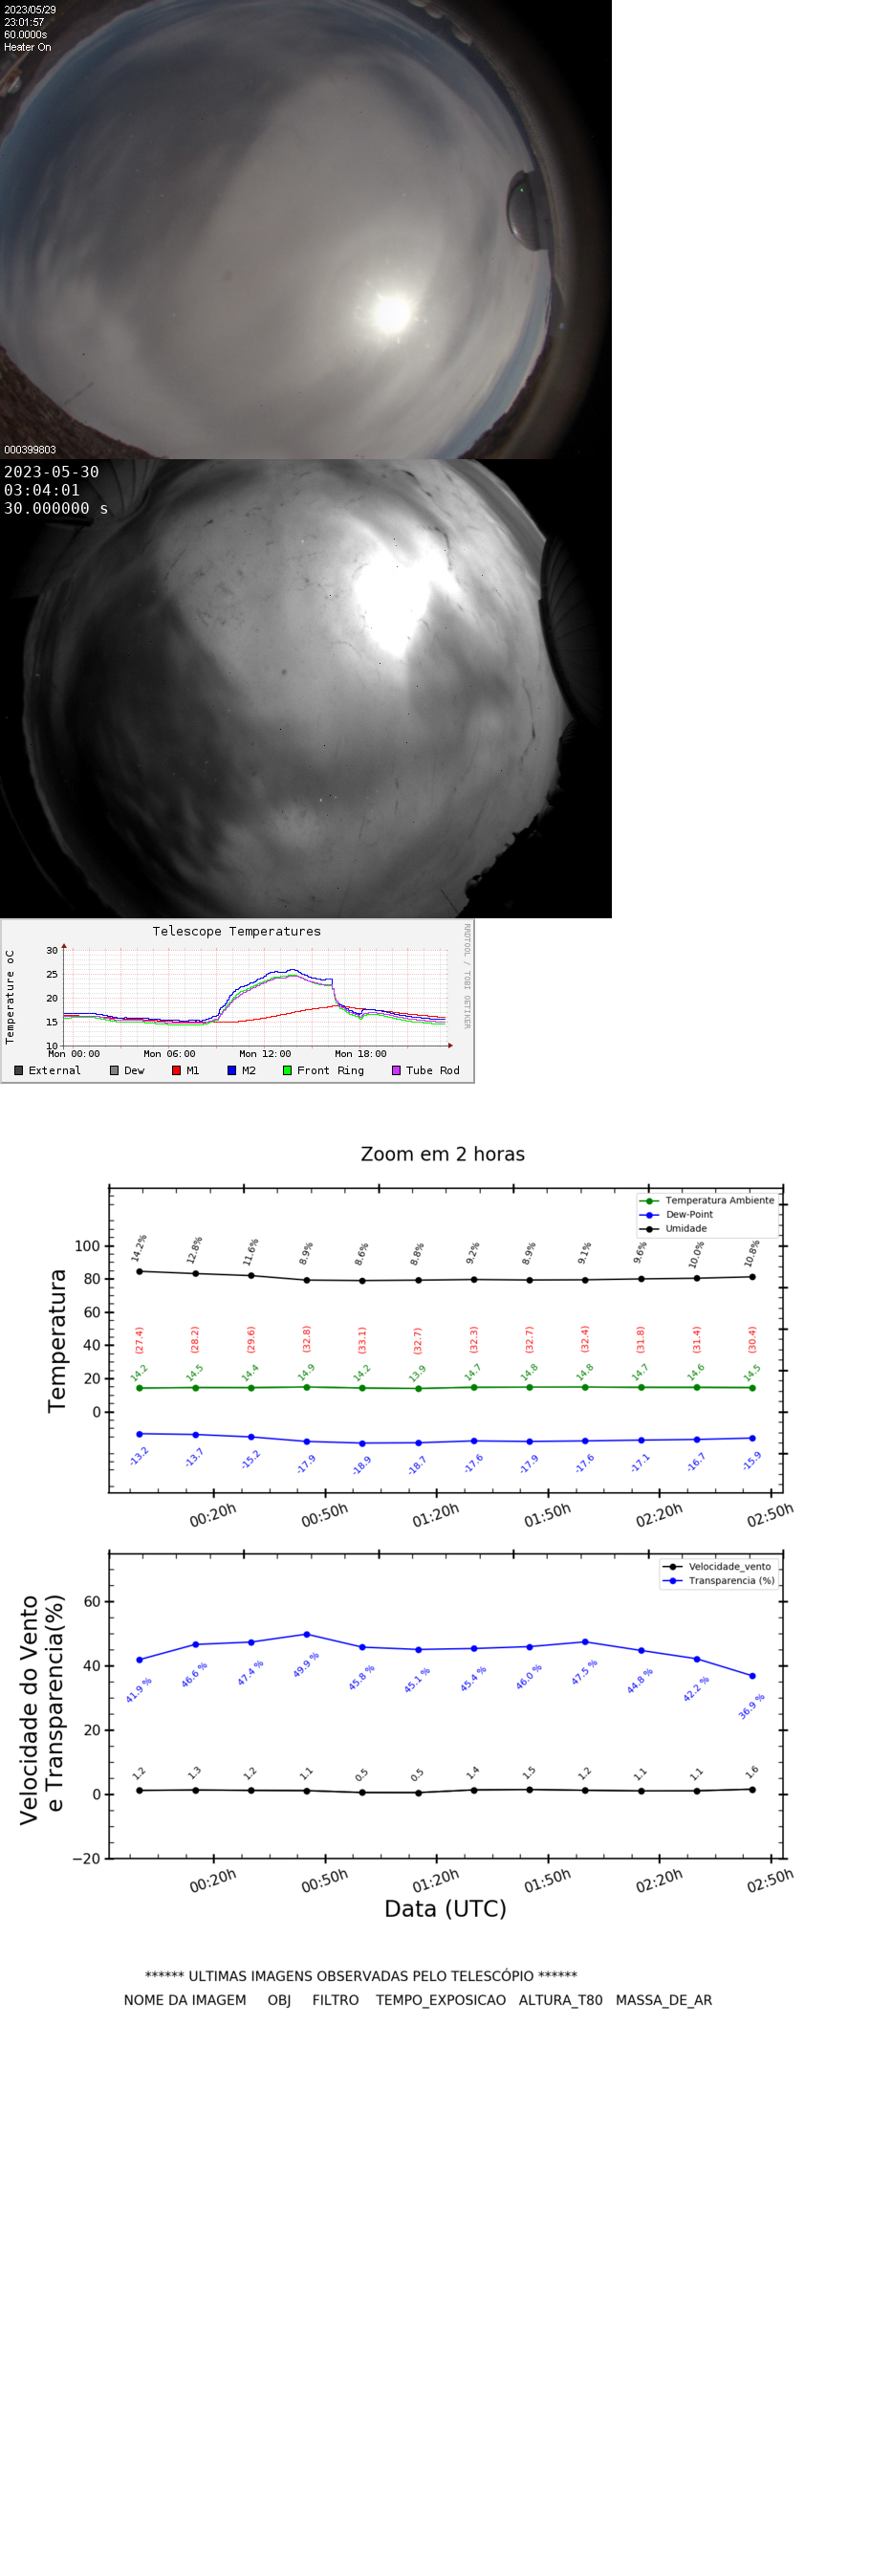 2023/05/29
23:01:57
60.0000s
Heater On
000399803
2023-05-30
03:04:01
30.000000 s
Telescope Temperatures
RRDTOOL / TOBI OETIKER
Temperature oC
30
25
20
15
10
Mon 00:00 Mon 06:00 Mon 12:00 Mon 18:00
External Dew M1 M2 Front Ring Tube Rod
Zoom em 2 horas
Temperatura Ambiente
Dew-Point
Umidade
Temperatura
100
80
60
40
20
0
14.2% 12.8% 11.6% 8.9% 8.6% 8.8% 9.2% 8.9% 9.1% 9.6% 10.0% 10.8%
(27.4) (28.2) (29.6) (32.8) (33.1) (32.7) (32.3) (32.7) (32.4) (31.8) (31.4) (30.4)
14.2 14.5 14.4 14.9 14.2 13.9 14.7 14.8 14.8 14.7 14.6 14.5
-13.2 -13.7 -15.2 -17.9 -18.9 -18.7 -17.6 -17.9 -17.6 -17.1 -16.7 -15.9
00:20h 00:50h 01:20h 01:50h 02:20h 02:50h
Velocidade_vento
Transparencia (%)
Velocidade do Vento
e Transparencia(%)
60
40
20
0
−20
41.9 % 46.6 % 47.4 % 49.9 % 45.8 % 45.1 % 45.4 % 46.0 % 47.5 % 44.8 % 42.2 % 36.9 %
1.2 1.3 1.2 1.1 0.5 0.5 1.4 1.5 1.2 1.1 1.1 1.6
00:20h 00:50h 01:20h 01:50h 02:20h 02:50h
Data (UTC)
****** ULTIMAS IMAGENS OBSERVADAS PELO TELESCÓPIO ******
NOME DA IMAGEM OBJ FILTRO TEMPO_EXPOSICAO ALTURA_T80 MASSA_DE_AR